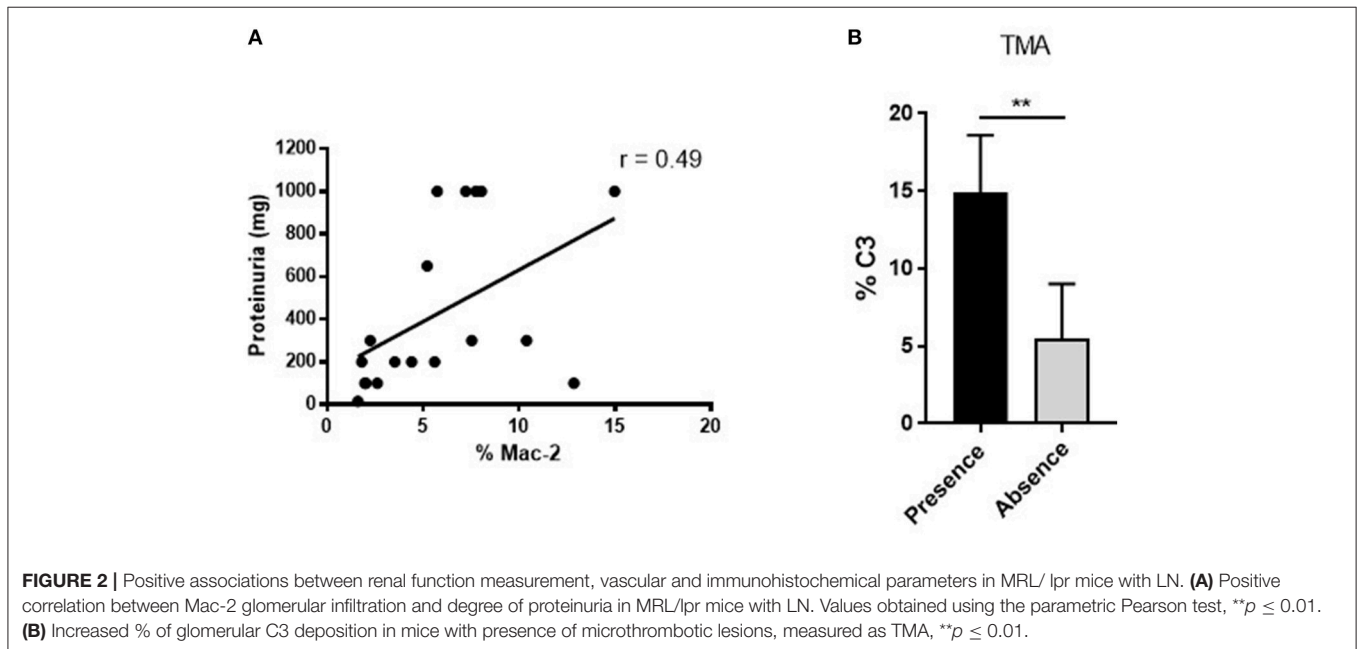 A
B
TMA
**
r = 0.49
Proteinuria (mg)
1200
1000
800
600
400
200
0
0 5 10 15 20
% Mac-2
% C3
20
15
10
5
0
Presence
Absence
FIGURE 2 | Positive associations between renal function measurement, vascular and immunohistochemical parameters in MRL/ lpr mice with LN. (A) Positive
correlation between Mac-2 glomerular infiltration and degree of proteinuria in MRL/lpr mice with LN. Values obtained using the parametric Pearson test, **p ≤ 0.01.
(B) Increased % of glomerular C3 deposition in mice with presence of microthrombotic lesions, measured as TMA, **p ≤ 0.01.